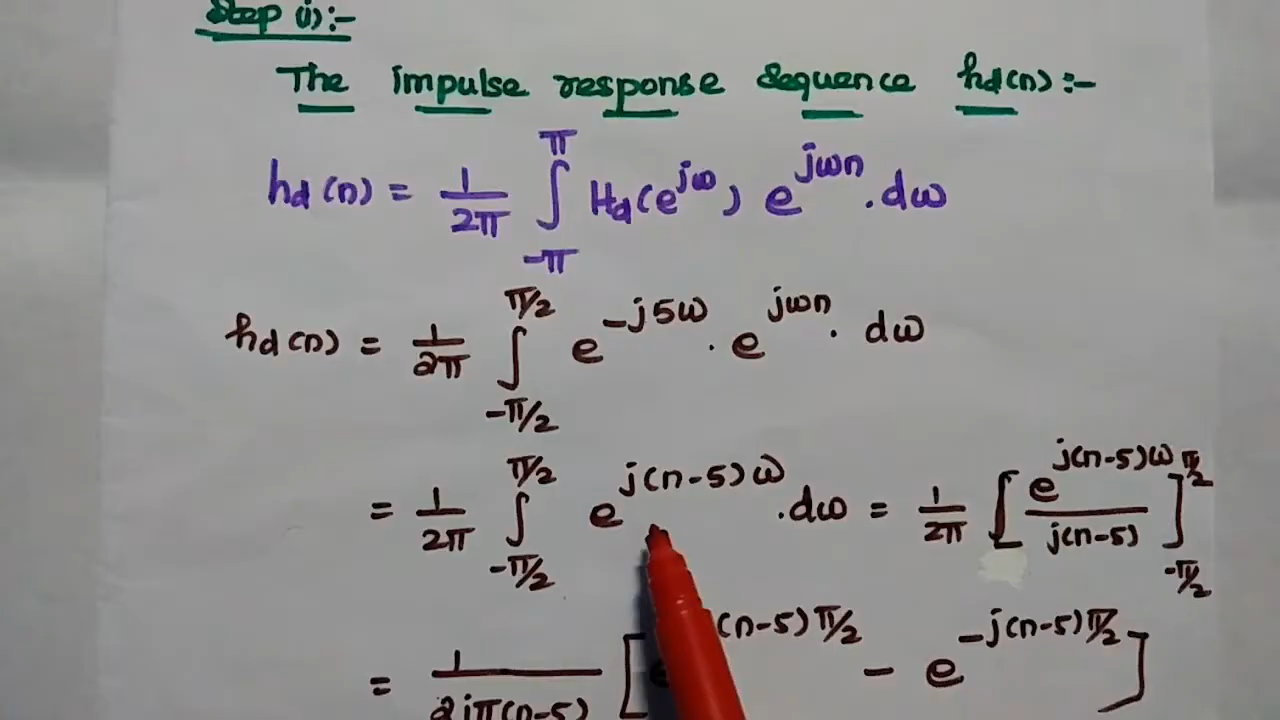 Step (i):-
The impulse response sequence hd(n):-
hd(n) = 1/2π ∫_{-π}^{π} Hd(e^{jω}) e^{jωn} . dω
hd(n) = 1/2π ∫_{-π/2}^{π/2} e^{-j5ω} . e^{jωn} . dω
= 1/2π ∫_{-π/2}^{π/2} e^{j(n-5)ω} . dω = 1/2π [ e^{j(n-5)ω} / j(n-5) ]_{-π/2}^{π/2}
= 1/2jπ(n-5) [ (n-5)π/2 - e^{-j(n-5)π/2} ]